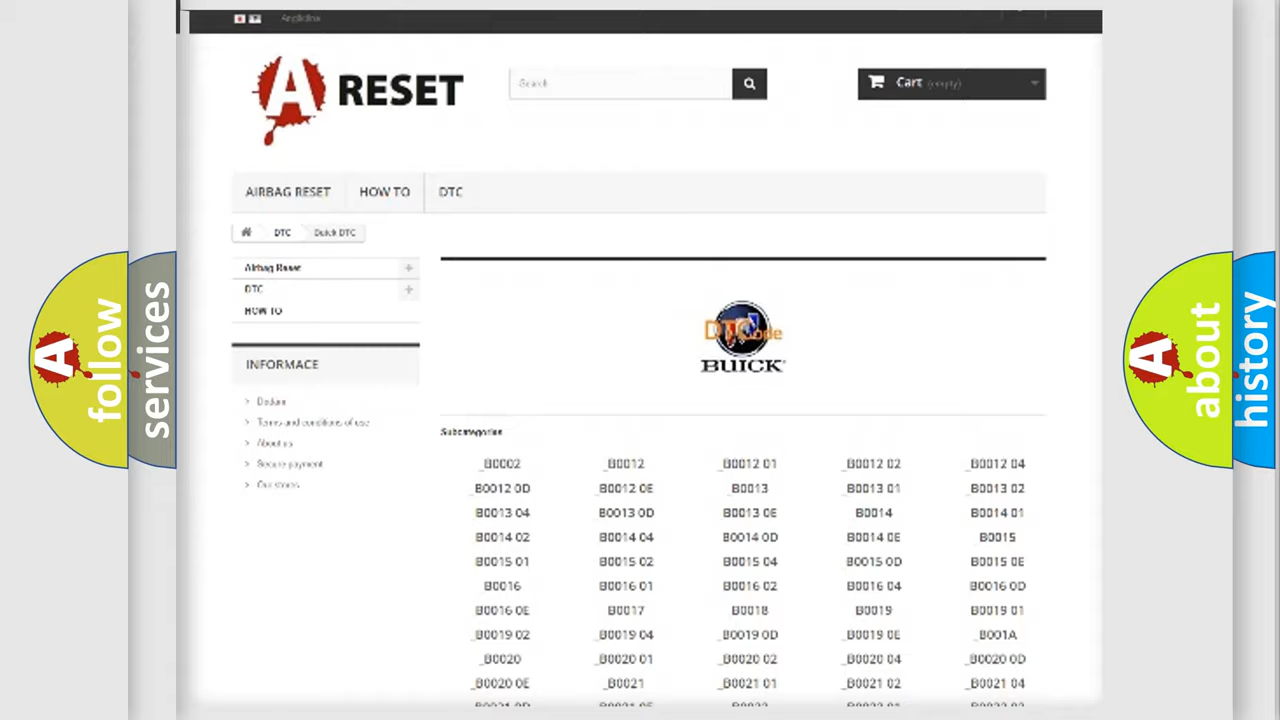 Anglictina
A RESET
Search
Cart (empty)
AIRBAG RESET HOW TO DTC
DTC Buick DTC
Airbag Reset
DTC
HOW TO
INFORMACE
Dodání
Terms and conditions of use
About us
Secure payment
Our stores
DTC Code
BUICK
Subcategories
_B0002 _B0012 _B0012 01 _B0012 02 _B0012 04
_B0012 0D _B0012 0E _B0013 _B0013 01 _B0013 02
_B0013 04 _B0013 0D _B0013 0E _B0014 _B0014 01
_B0014 02 _B0014 04 _B0014 0D _B0014 0E _B0015
_B0015 01 _B0015 02 _B0015 04 _B0015 0D _B0015 0E
_B0016 _B0016 01 _B0016 02 _B0016 04 _B0016 0D
_B0016 0E _B0017 _B0018 _B0019 _B0019 01
_B0019 02 _B0019 04 _B0019 0D _B0019 0E _B001A
_B0020 _B0020 01 _B0020 02 _B0020 04 _B0020 0D
_B0020 0E _B0021 _B0021 01 _B0021 02 _B0021 04
A follow
services
A about
history